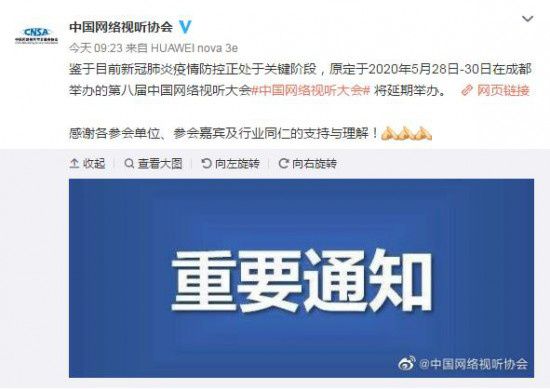 CNSA
中国网络视听协会
今天 09:23 来自 HUAWEI nova 3e
鉴于目前新冠肺炎疫情防控正处于关键阶段，原定于2020年5月28日-30日在成都
举办的第八届中国网络视听大会#中国网络视听大会# 将延期举办。 网页链接
感谢各参会单位、参会嘉宾及行业同仁的支持与理解！
收起 查看大图 向左旋转 向右旋转
重要通知
@中国网络视听协会